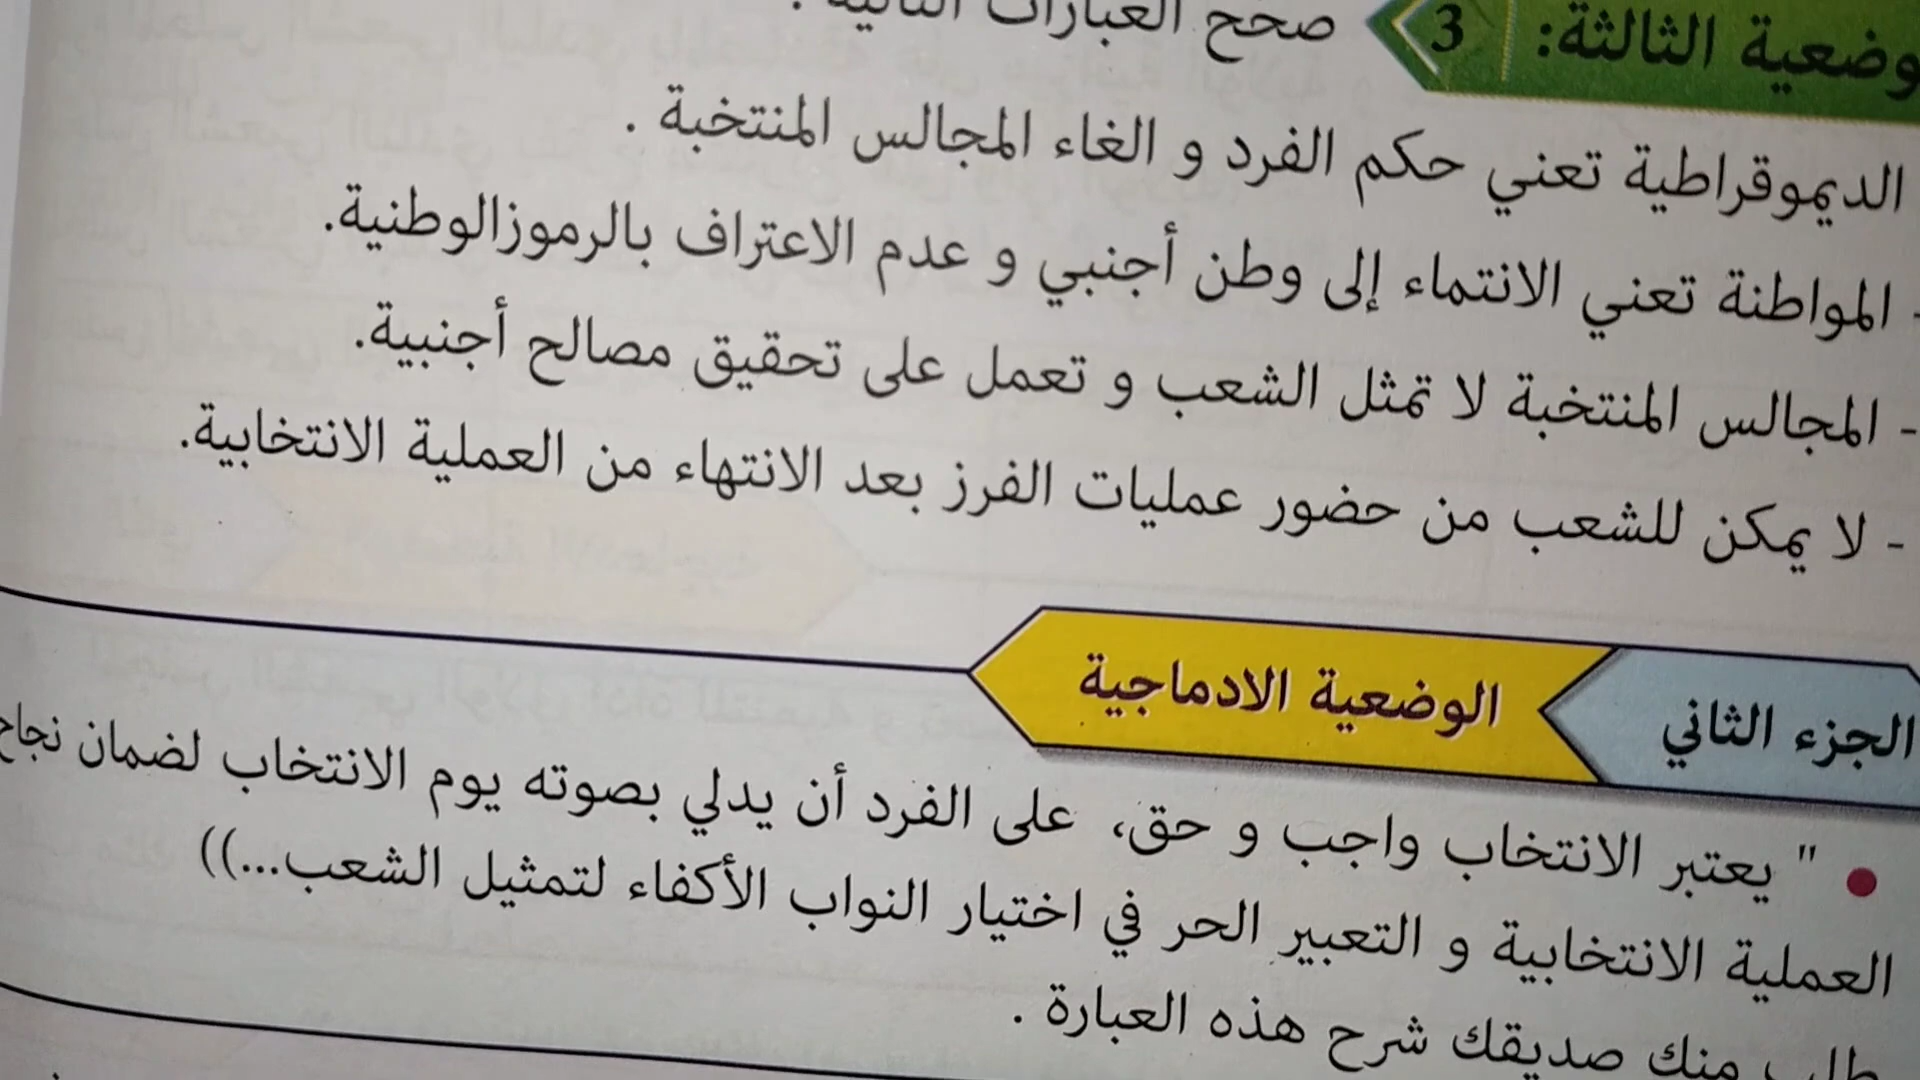 وضعية الثالثة: 3 صحح العبارات التالية :
الديموقراطية تعني حكم الفرد و الغاء المجالس المنتخبة .
- المواطنة تعني الانتماء إلى وطن أجنبي و عدم الاعتراف بالرموزالوطنية.
- المجالس المنتخبة لا تمثل الشعب و تعمل على تحقيق مصالح أجنبية.
- لا يمكن للشعب من حضور عمليات الفرز بعد الانتهاء من العملية الانتخابية.
الجزء الثاني الوضعية الادماجية
● " يعتبر الانتخاب واجب و حق، على الفرد أن يدلي بصوته يوم الانتخاب لضمان نجاح
العملية الانتخابية و التعبير الحر في اختيار النواب الأكفاء لتمثيل الشعب...))
طلب منك صديقك شرح هذه العبارة .